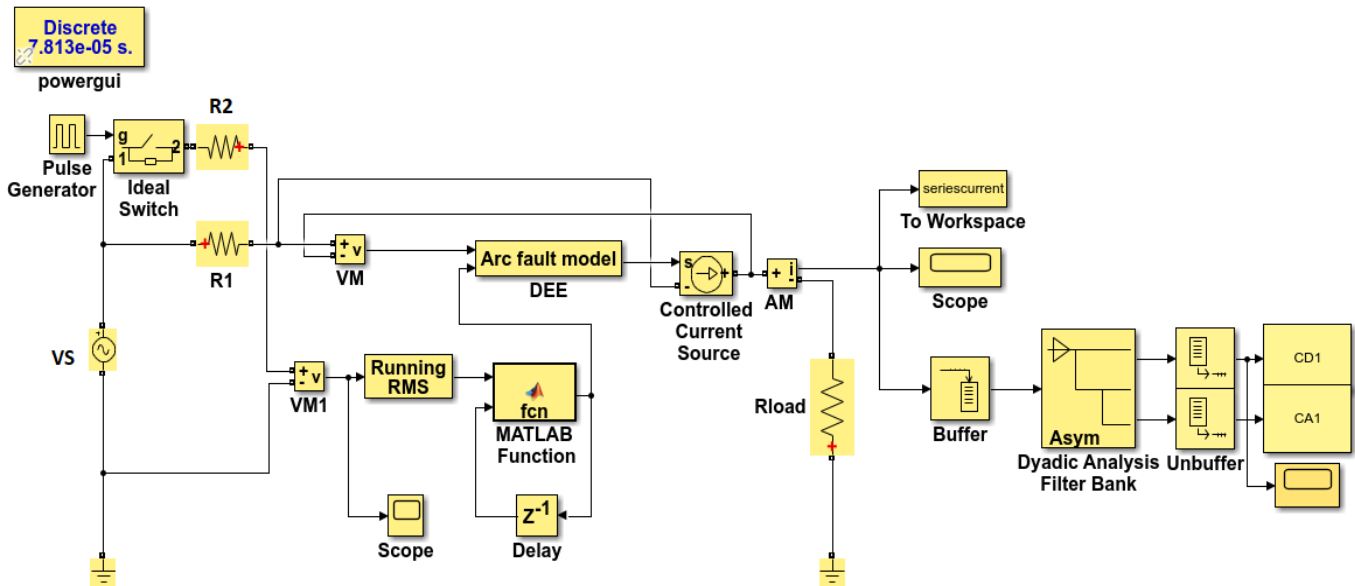 Discrete
7.813e-05 s.
powergui
R2
g
1
2
Pulse
Generator
Ideal
Switch
R1
+
-
v
VM
Arc fault model
DEE
s
-
+
Controlled
Current
Source
+
i
-
AM
seriescurrent
To Workspace
Scope
VS
+
-
v
VM1
Running
RMS
fcn
MATLAB
Function
Rload
Buffer
Asym
Dyadic Analysis
Filter Bank
Unbuffer
CD1
CA1
Scope
Z-1
Delay